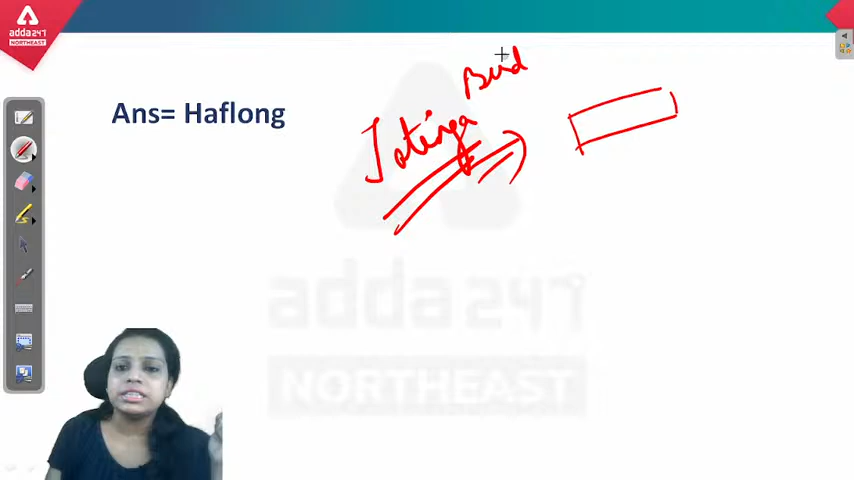 adda247
NORTHEAST
Bird
Ans= Haflong
Jatinga
adda247
NORTHEAST